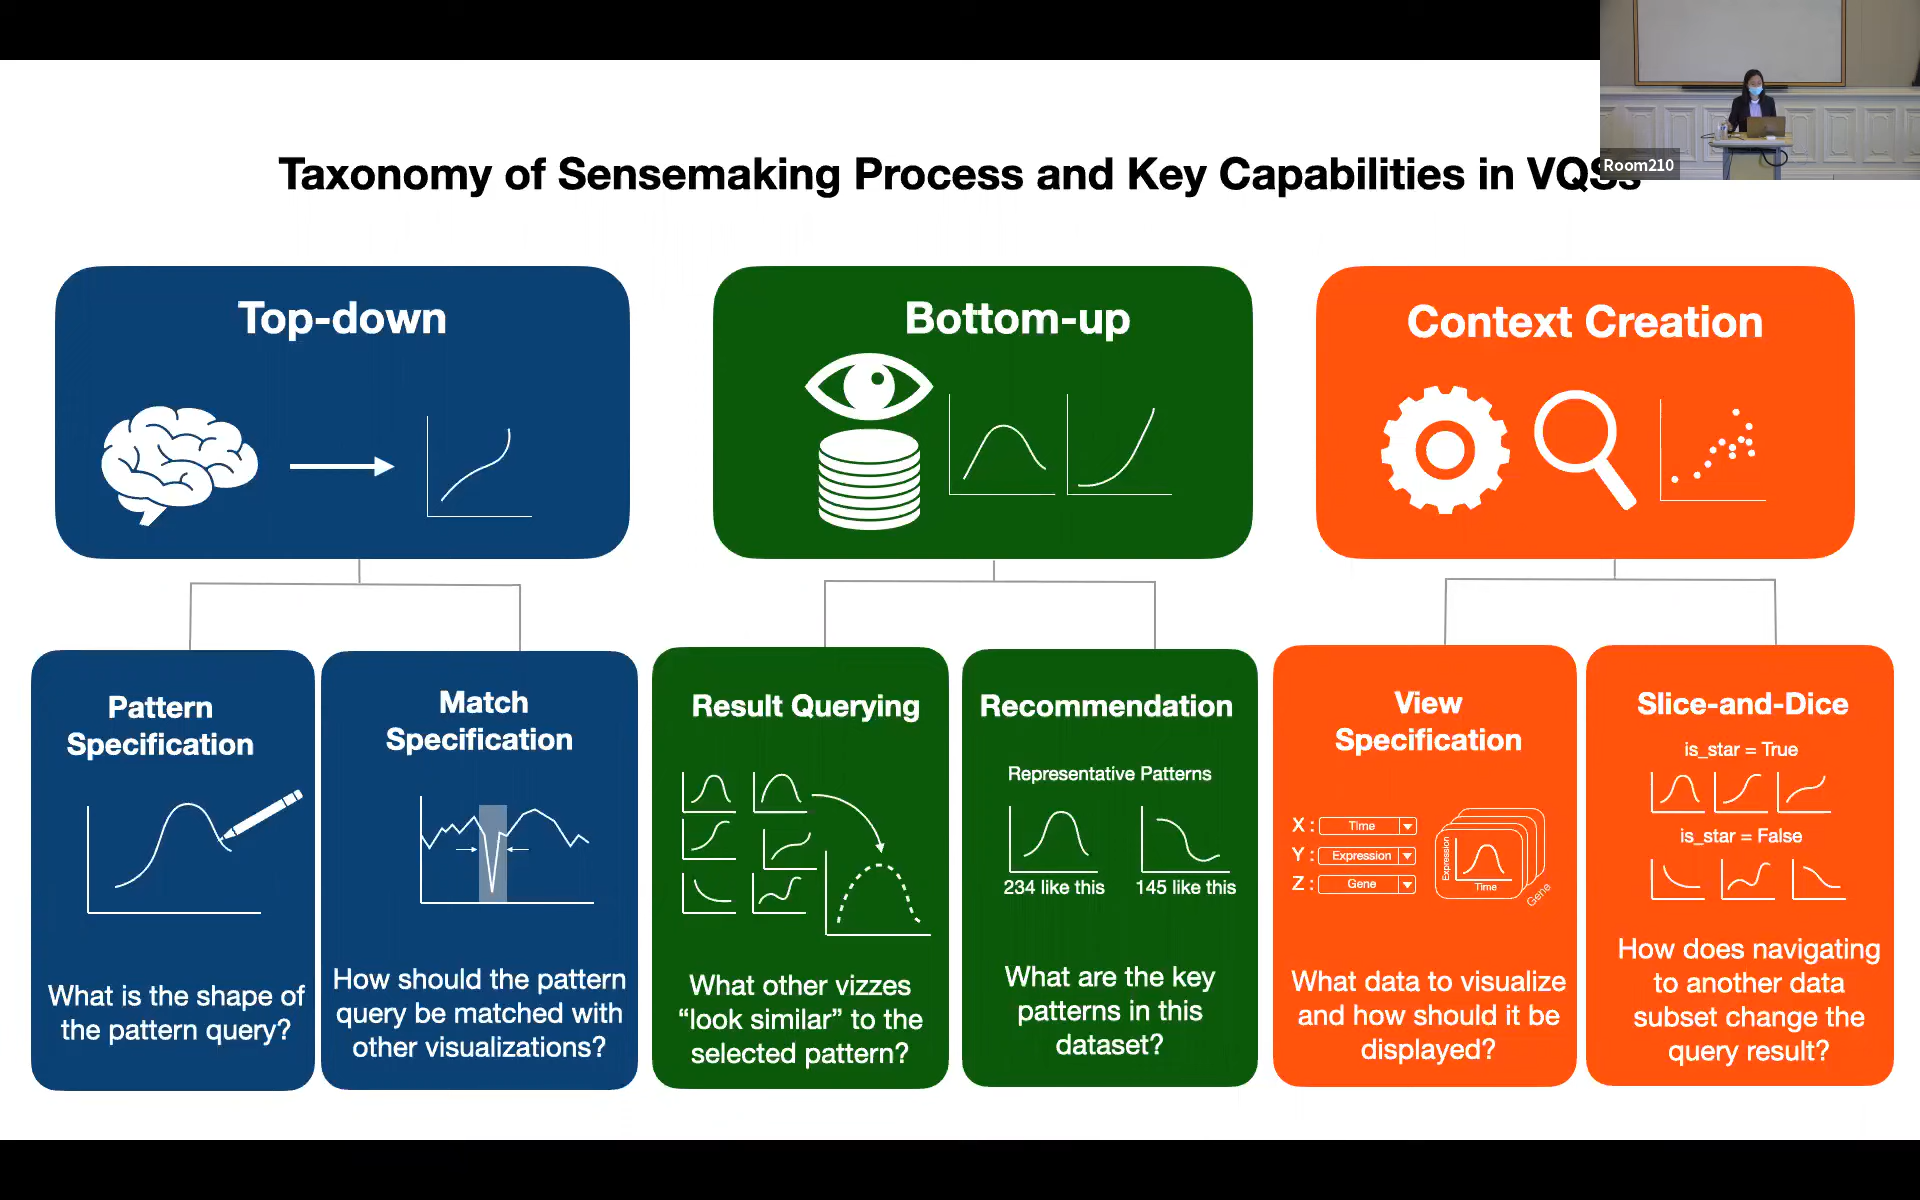 Taxonomy of Sensemaking Process and Key Capabilities in VQSs
Room210
Top-down
Bottom-up
Context Creation
Pattern
Specification
What is the shape of
the pattern query?
Match
Specification
How should the pattern
query be matched with
other visualizations?
Result Querying
What other vizzes
“look similar” to the
selected pattern?
Recommendation
Representative Patterns
234 like this
145 like this
What are the key
patterns in this
dataset?
View
Specification
X : Time
Y : Expression
Z : Gene
Expression
Time
Gene
What data to visualize
and how should it be
displayed?
Slice-and-Dice
is_star = True
is_star = False
How does navigating
to another data
subset change the
query result?